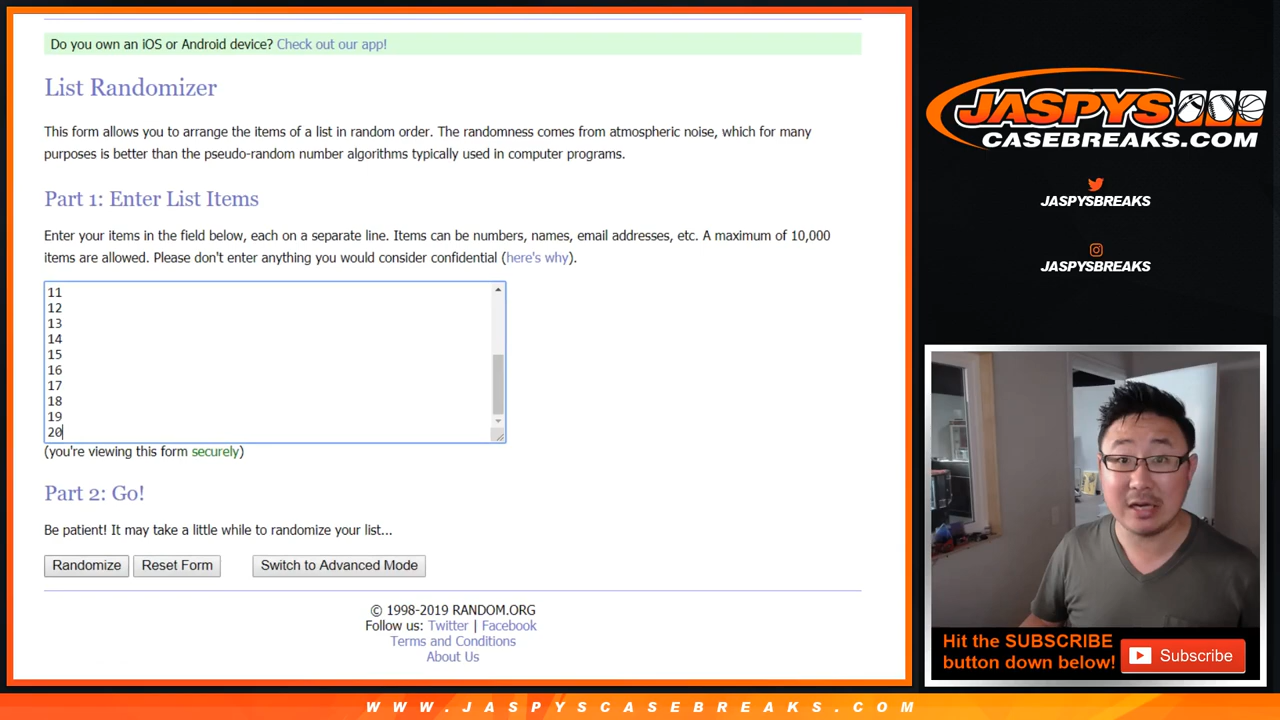 Do you own an iOS or Android device? Check out our app!
List Randomizer
This form allows you to arrange the items of a list in random order. The randomness comes from atmospheric noise, which for many
purposes is better than the pseudo-random number algorithms typically used in computer programs.
Part 1: Enter List Items
Enter your items in the field below, each on a separate line. Items can be numbers, names, email addresses, etc. A maximum of 10,000
items are allowed. Please don't enter anything you would consider confidential (here's why).
11
12
13
14
15
16
17
18
19
20
(you're viewing this form securely)
Part 2: Go!
Be patient! It may take a little while to randomize your list...
Randomize Reset Form Switch to Advanced Mode
© 1998-2019 RANDOM.ORG
Follow us: Twitter | Facebook
Terms and Conditions
About Us
JASPYS
CASEBREAKS.COM
JASPYSBREAKS
JASPYSBREAKS
Hit the SUBSCRIBE
button down below!
Subscribe
WWW.JASPYSCASEBREAKS.COM